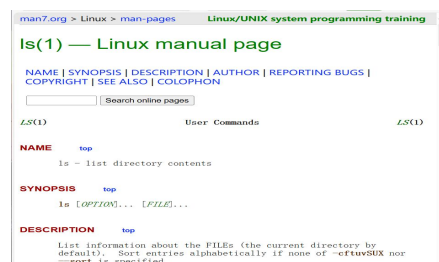 man7.org > Linux > man-pages Linux/UNIX system programming training
ls(1) — Linux manual page
NAME | SYNOPSIS | DESCRIPTION | AUTHOR | REPORTING BUGS |
COPYRIGHT | SEE ALSO | COLOPHON
Search online pages
LS(1) User Commands LS(1)
NAME top
ls - list directory contents
SYNOPSIS top
ls [OPTION]... [FILE]...
DESCRIPTION top
List information about the FILEs (the current directory by
default). Sort entries alphabetically if none of -cftuvSUX nor
--sort is specified